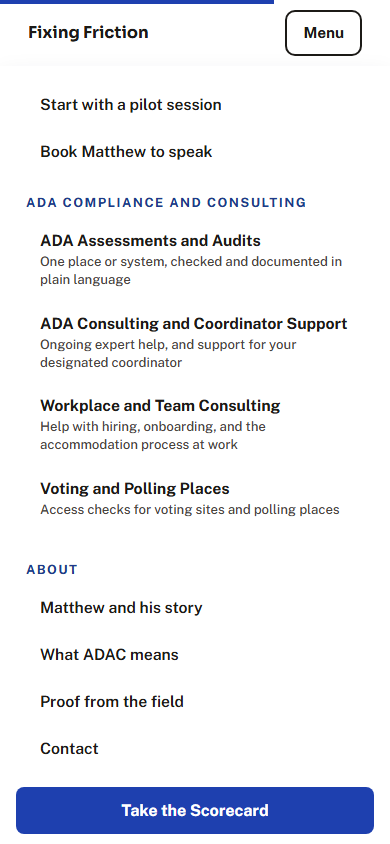 Fixing Friction
Menu
Start with a pilot session
Book Matthew to speak
ADA COMPLIANCE AND CONSULTING
ADA Assessments and Audits
One place or system, checked and documented in
plain language
ADA Consulting and Coordinator Support
Ongoing expert help, and support for your
designated coordinator
Workplace and Team Consulting
Help with hiring, onboarding, and the
accommodation process at work
Voting and Polling Places
Access checks for voting sites and polling places
ABOUT
Matthew and his story
What ADAC means
Proof from the field
Contact
Take the Scorecard